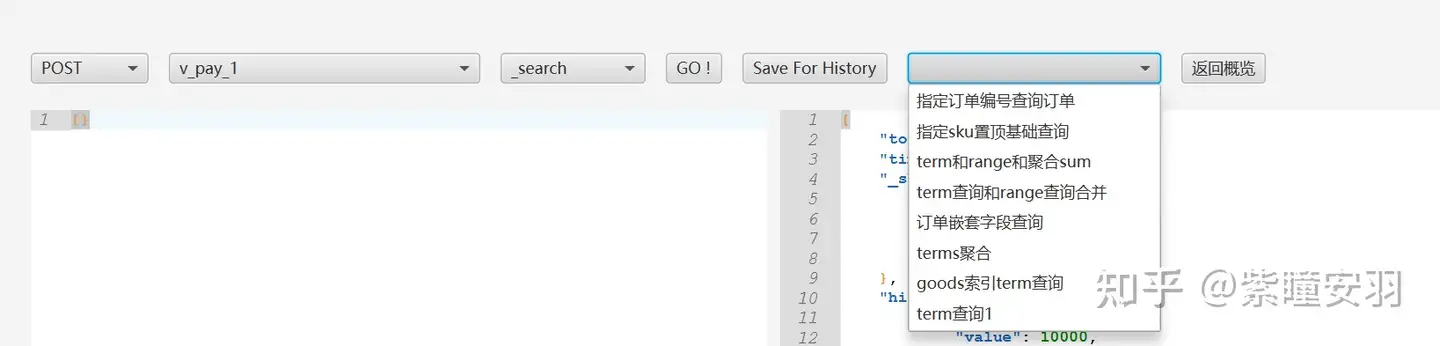 POST v_pay_1 _search GO ! Save For History 返回概览
指定订单编号查询订单
指定sku置顶基础查询
term和range和聚合sum
term查询和range查询合并
订单嵌套字段查询
terms聚合
goods索引term查询
term查询1
1 {}
1 {
2 "to
3 "ti
4 "_s
5
6
7
8
9 },
10 "hi
11
12 "value": 10000,
知乎 @紫瞳安羽